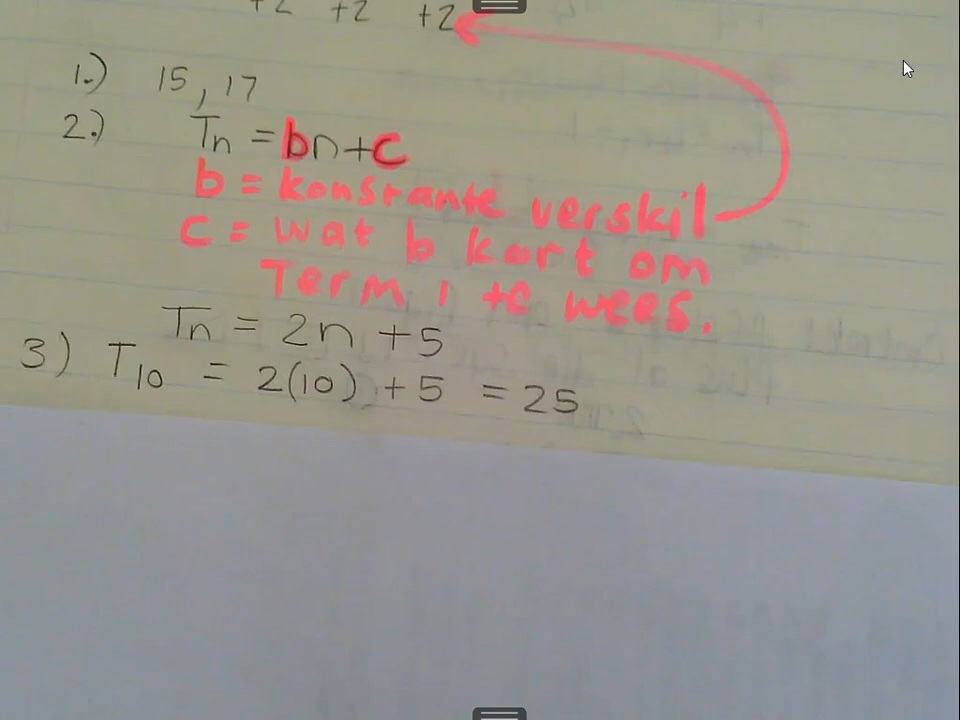 +2 +2 +2
1.) 15, 17
2.) Tn = bn+c
b = konstante verskil
c = wat b kort om
Term 1 te wees.
Tn = 2n + 5
3) T10 = 2(10) + 5 = 25